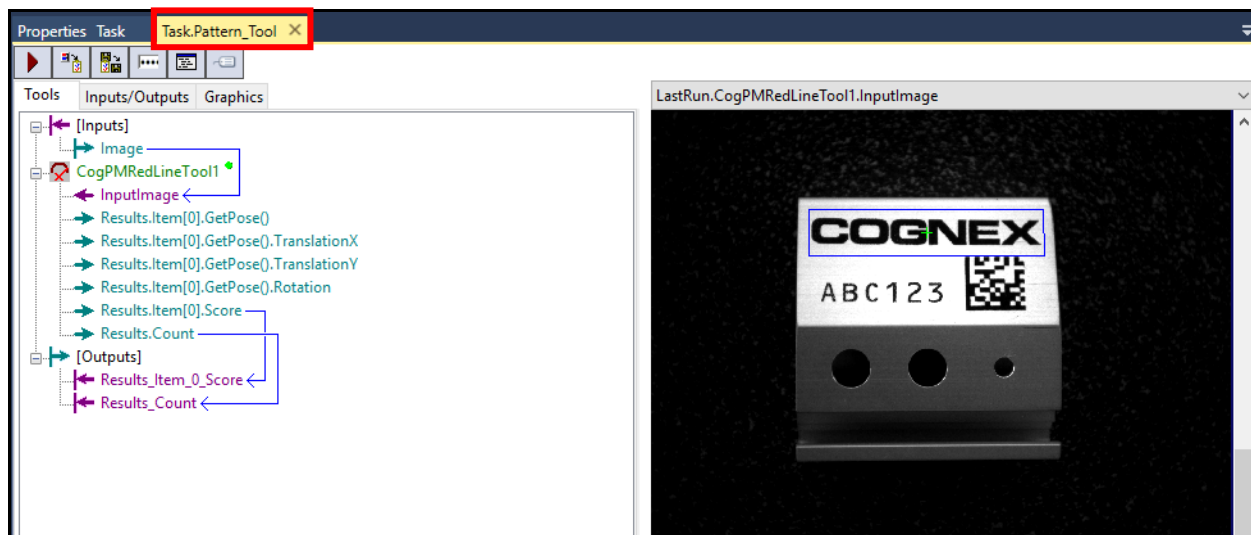 Properties Task Task.Pattern_Tool
Tools Inputs/Outputs Graphics
[Inputs]
Image
CogPMRedLineTool1
InputImage
Results.Item[0].GetPose()
Results.Item[0].GetPose().TranslationX
Results.Item[0].GetPose().TranslationY
Results.Item[0].GetPose().Rotation
Results.Item[0].Score
Results.Count
[Outputs]
Results_Item_0_Score
Results_Count
LastRun.CogPMRedLineTool1.InputImage
COGNEX
ABC123